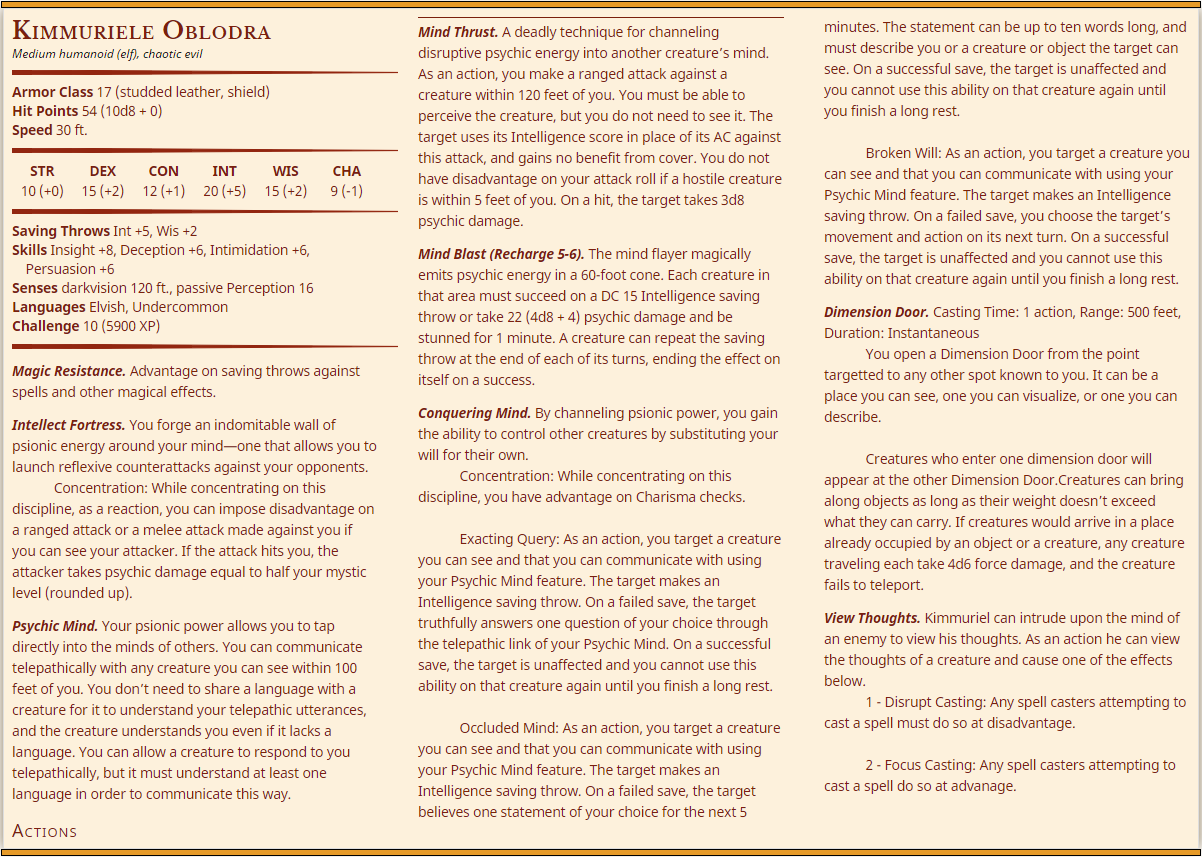 Kimmuriele Oblodra
Medium humanoid (elf), chaotic evil
Armor Class 17 (studded leather, shield)
Hit Points 54 (10d8 + 0)
Speed 30 ft.
STR DEX CON INT WIS CHA
10 (+0) 15 (+2) 12 (+1) 20 (+5) 15 (+2) 9 (-1)
Saving Throws Int +5, Wis +2
Skills Insight +8, Deception +6, Intimidation +6,
Persuasion +6
Senses darkvision 120 ft., passive Perception 16
Languages Elvish, Undercommon
Challenge 10 (5900 XP)
Magic Resistance. Advantage on saving throws against
spells and other magical effects.
Intellect Fortress. You forge an indomitable wall of
psionic energy around your mind—one that allows you to
launch reflexive counterattacks against your opponents.
Concentration: While concentrating on this
discipline, as a reaction, you can impose disadvantage on
a ranged attack or a melee attack made against you if
you can see your attacker. If the attack hits you, the
attacker takes psychic damage equal to half your mystic
level (rounded up).
Psychic Mind. Your psionic power allows you to tap
directly into the minds of others. You can communicate
telepathically with any creature you can see within 100
feet of you. You don't need to share a language with a
creature for it to understand your telepathic utterances,
and the creature understands you even if it lacks a
language. You can allow a creature to respond to you
telepathically, but it must understand at least one
language in order to communicate this way.
Actions
Mind Thrust. A deadly technique for channeling
disruptive psychic energy into another creature's mind.
As an action, you make a ranged attack against a
creature within 120 feet of you. You must be able to
perceive the creature, but you do not need to see it. The
target uses its Intelligence score in place of its AC against
this attack, and gains no benefit from cover. You do not
have disadvantage on your attack roll if a hostile creature
is within 5 feet of you. On a hit, the target takes 3d8
psychic damage.
Mind Blast (Recharge 5-6). The mind flayer magically
emits psychic energy in a 60-foot cone. Each creature in
that area must succeed on a DC 15 Intelligence saving
throw or take 22 (4d8 + 4) psychic damage and be
stunned for 1 minute. A creature can repeat the saving
throw at the end of each of its turns, ending the effect on
itself on a success.
Conquering Mind. By channeling psionic power, you gain
the ability to control other creatures by substituting your
will for their own.
Concentration: While concentrating on this
discipline, you have advantage on Charisma checks.
Exacting Query: As an action, you target a creature
you can see and that you can communicate with using
your Psychic Mind feature. The target makes an
Intelligence saving throw. On a failed save, the target
truthfully answers one question of your choice through
the telepathic link of your Psychic Mind. On a successful
save, the target is unaffected and you cannot use this
ability on that creature again until you finish a long rest.
Occluded Mind: As an action, you target a creature
you can see and that you can communicate with using
your Psychic Mind feature. The target makes an
Intelligence saving throw. On a failed save, the target
believes one statement of your choice for the next 5
minutes. The statement can be up to ten words long, and
must describe you or a creature or object the target can
see. On a successful save, the target is unaffected and
you cannot use this ability on that creature again until
you finish a long rest.
Broken Will: As an action, you target a creature you
can see and that you can communicate with using your
Psychic Mind feature. The target makes an Intelligence
saving throw. On a failed save, you choose the target's
movement and action on its next turn. On a successful
save, the target is unaffected and you cannot use this
ability on that creature again until you finish a long rest.
Dimension Door. Casting Time: 1 action, Range: 500 feet,
Duration: Instantaneous
You open a Dimension Door from the point
targetted to any other spot known to you. It can be a
place you can see, one you can visualize, or one you can
describe.
Creatures who enter one dimension door will
appear at the other Dimension Door.Creatures can bring
along objects as long as their weight doesn't exceed
what they can carry. If creatures would arrive in a place
already occupied by an object or a creature, any creature
traveling each take 4d6 force damage, and the creature
fails to teleport.
View Thoughts. Kimmuriel can intrude upon the mind of
an enemy to view his thoughts. As an action he can view
the thoughts of a creature and cause one of the effects
below.
1 - Disrupt Casting: Any spell casters attempting to
cast a spell must do so at disadvantage.
2 - Focus Casting: Any spell casters attempting to
cast a spell do so at advanage.